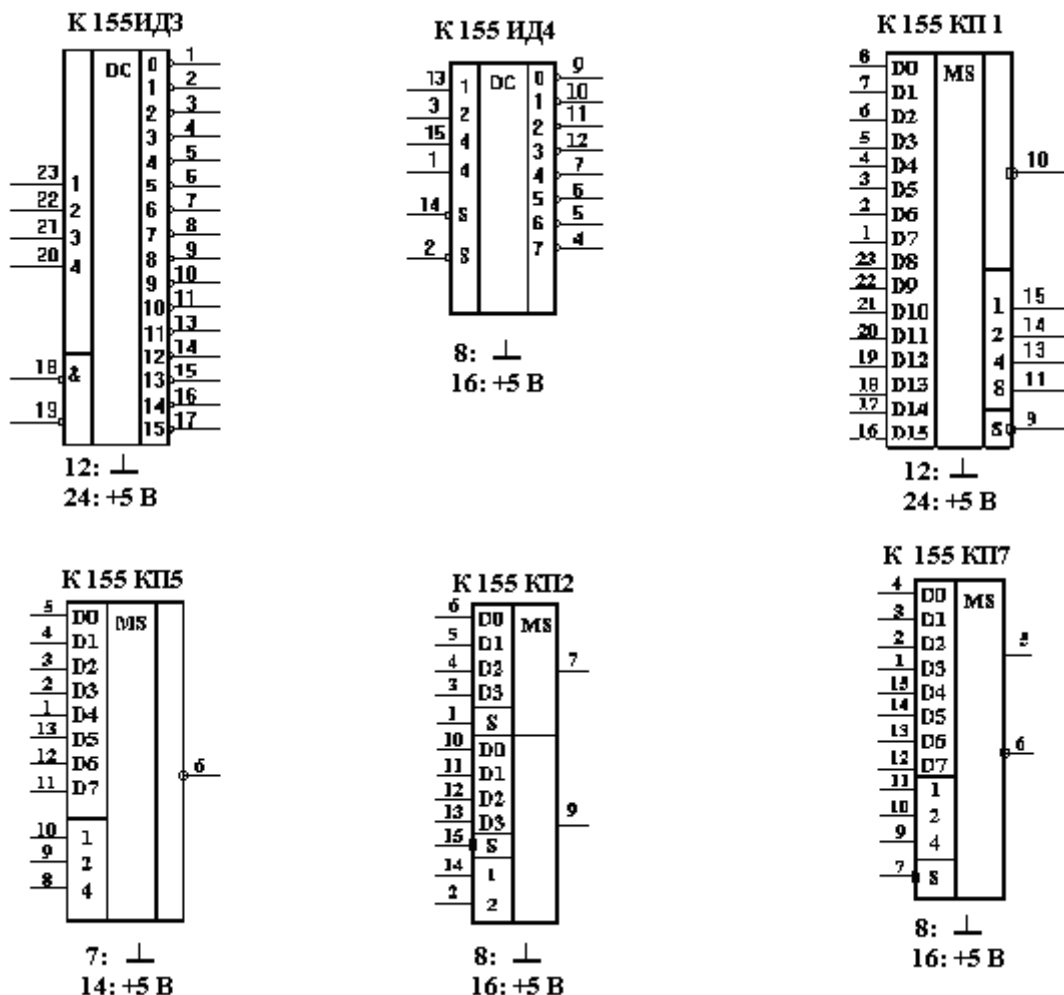 К 155ИД3
DC
23 1
22 2
21 3
20 4
18 &
19
0 1
1 2
2 3
3 4
4 5
5 6
6 7
7 8
8 9
9 10
10 11
11 13
12 14
13 15
14 16
15 17
12: ⊥
24: +5 В
К 155 ИД4
DC
13 1
3 2
15 4
1 4
14 S
2 S
0 9
1 10
2 11
3 12
4 7
5 6
6 5
7 4
8: ⊥
16: +5 В
К 155 КП 1
MS
8 D0
7 D1
6 D2
5 D3
4 D4
3 D5
2 D6
1 D7
23 D8
22 D9
21 D10
20 D11
19 D12
18 D13
17 D14
16 D15
10
1 15
2 14
4 13
8 11
S 9
12: ⊥
24: +5 В
К 155 КП5
MS
5 D0
4 D1
3 D2
2 D3
1 D4
13 D5
12 D6
11 D7
10 1
9 2
8 4
6
7: ⊥
14: +5 В
К 155 КП2
MS
6 D0
5 D1
4 D2
3 D3
1 S
10 D0
11 D1
12 D2
13 D3
15 S
14 1
2 2
7
9
8: ⊥
16: +5 В
К 155 КП7
MS
4 D0
3 D1
2 D2
1 D3
15 D4
14 D5
13 D6
12 D7
11 1
10 2
9 4
7 S
5
6
8: ⊥
16: +5 В